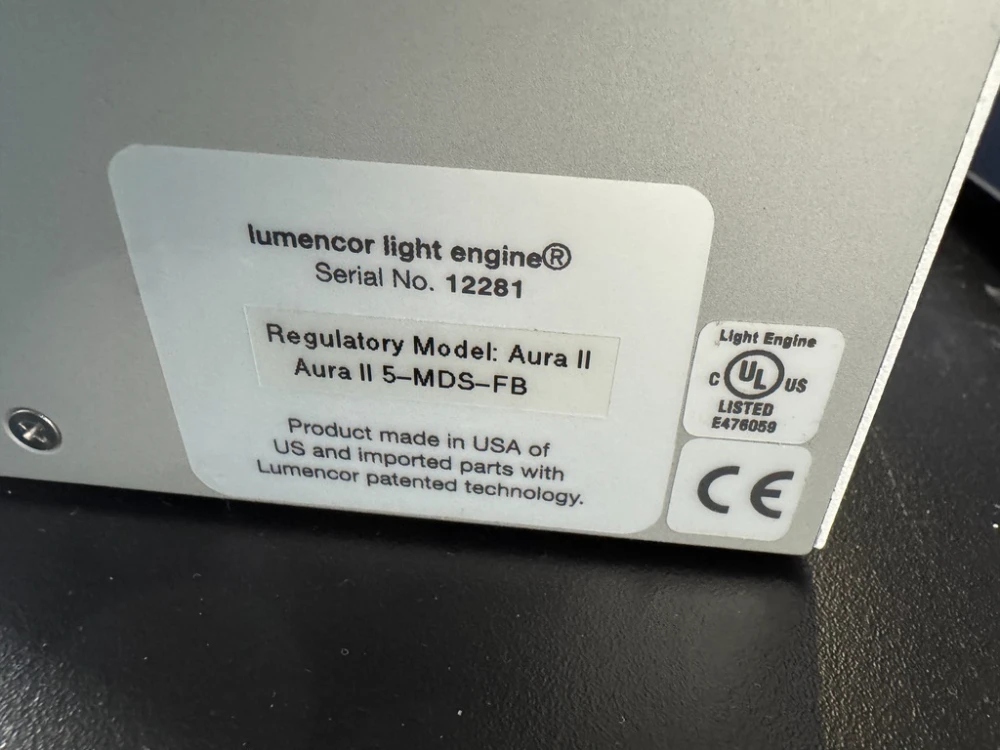 lumencor light engine®
Serial No. 12281
Regulatory Model: Aura II
Aura II 5-MDS-FB
Product made in USA of
US and imported parts with
Lumencor patented technology.
Light Engine
C UL US
LISTED
E476059
CE